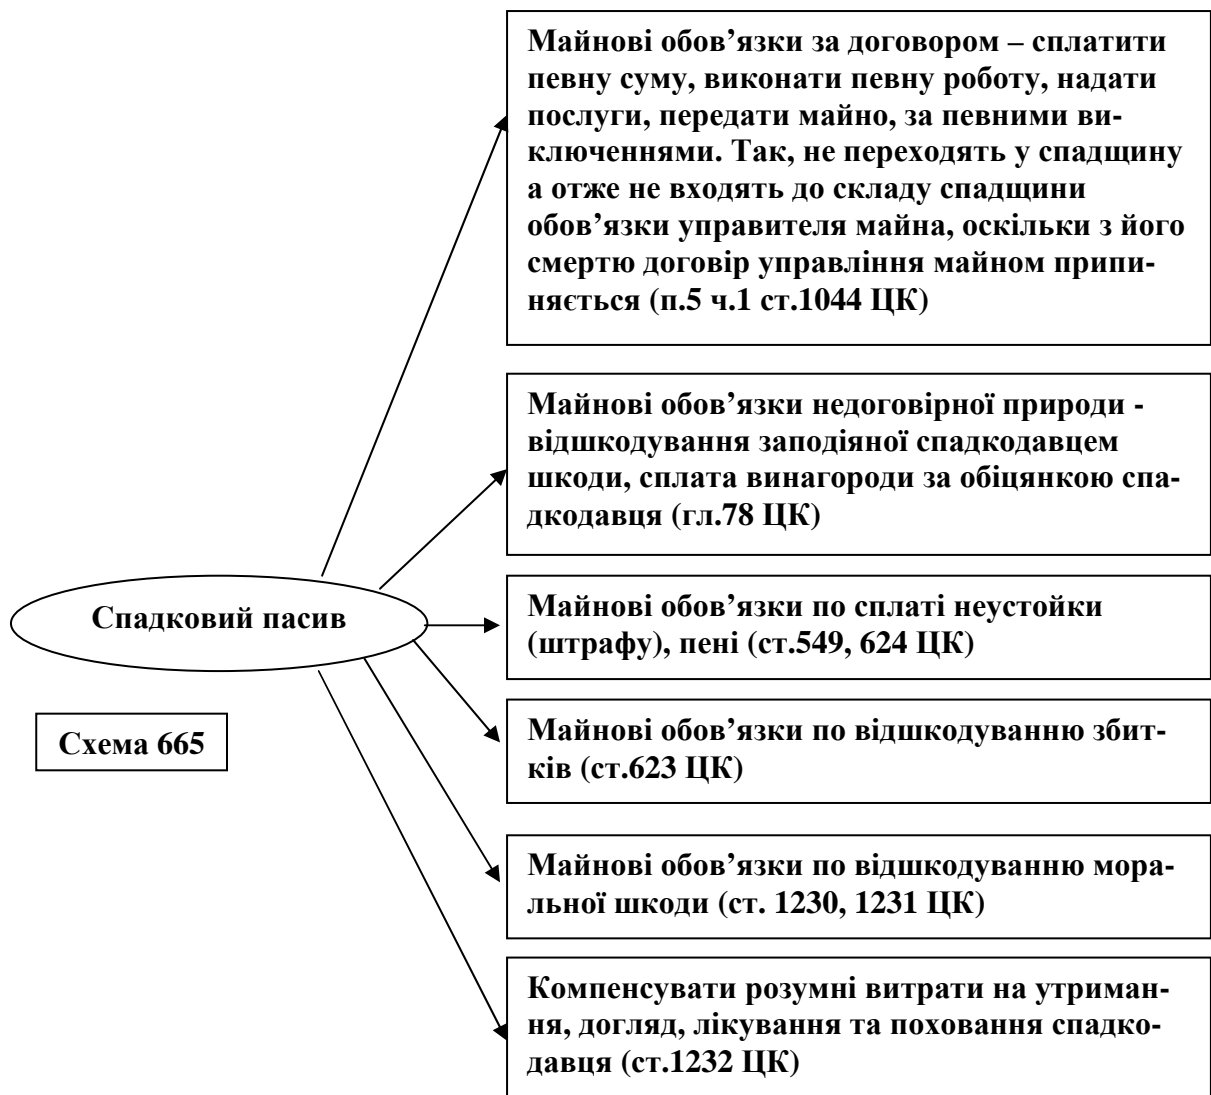 Майнові обов’язки за договором – сплатити
певну суму, виконати певну роботу, надати
послуги, передати майно, за певними ви-
ключеннями. Так, не переходять у спадщину
а отже не входять до складу спадщини
обов’язки управителя майна, оскільки з його
смертю договір управління майном припи-
няється (п.5 ч.1 ст.1044 ЦК)
Майнові обов’язки недоговірної природи -
відшкодування заподіяної спадкодавцем
шкоди, сплата винагороди за обіцянкою спа-
дкодавця (гл.78 ЦК)
Спадковий пасив
Майнові обов’язки по сплаті неустойки
(штрафу), пені (ст.549, 624 ЦК)
Схема 665
Майнові обов’язки по відшкодуванню збит-
ків (ст.623 ЦК)
Майнові обов’язки по відшкодуванню мора-
льної шкоди (ст. 1230, 1231 ЦК)
Компенсувати розумні витрати на утриман-
ня, догляд, лікування та поховання спадко-
давця (ст.1232 ЦК)